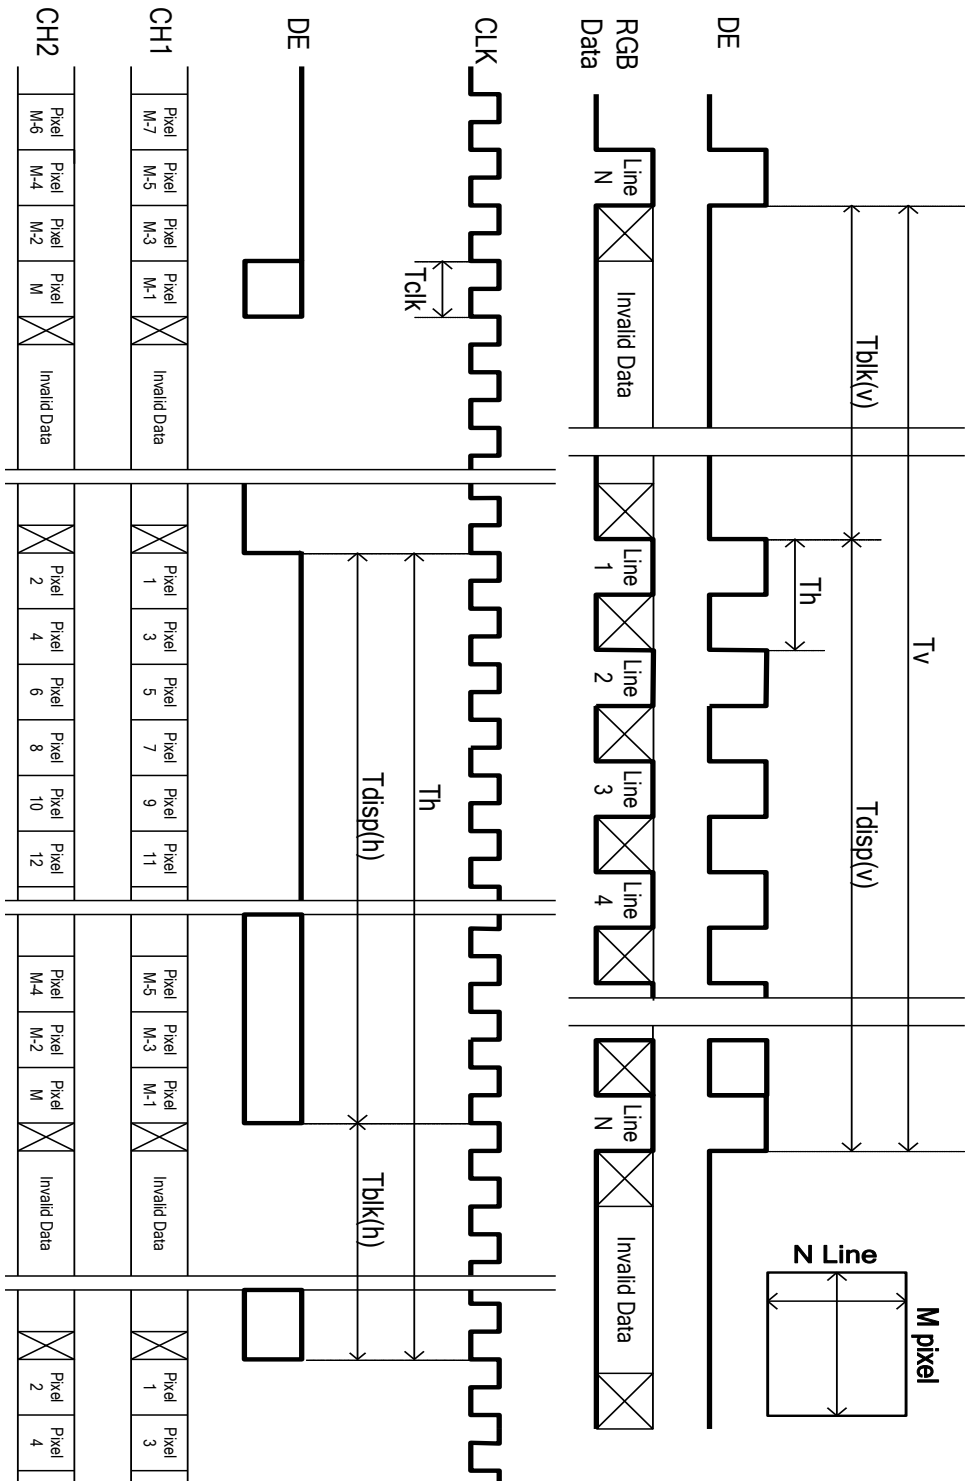 Tv
Tblk(v)
Tdisp(v)
Th
N Line
M pixel
DE
RGB
Data
Line
N
Invalid Data
Line
1
Line
2
Line
3
Line
4
Line
N
Invalid Data
CLK
Tclk
Th
Tdisp(h)
Tblk(h)
DE
CH1
Pixel
M-7
Pixel
M-5
Pixel
M-3
Pixel
M-1
Invalid Data
Pixel
1
Pixel
3
Pixel
5
Pixel
7
Pixel
9
Pixel
11
Pixel
M-5
Pixel
M-3
Pixel
M-1
Invalid Data
Pixel
1
Pixel
3
CH2
Pixel
M-6
Pixel
M-4
Pixel
M-2
Pixel
M
Invalid Data
Pixel
2
Pixel
4
Pixel
6
Pixel
8
Pixel
10
Pixel
12
Pixel
M-4
Pixel
M-2
Pixel
M
Invalid Data
Pixel
2
Pixel
4